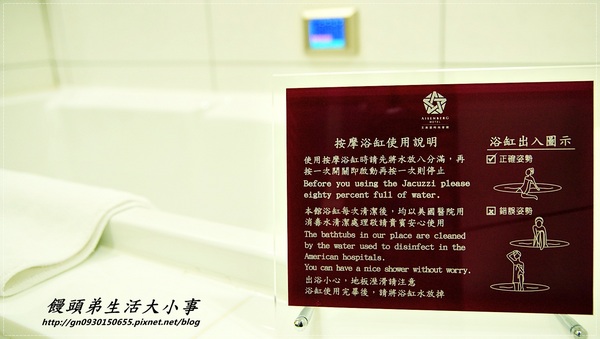 AISENBERG
HOTEL
按摩浴缸使用說明
使用按摩浴缸時請先將水放八分滿，再
按一次開關即啟動再按一次則停止
Before you using the Jacuzzi please
eighty percent full of water.
本館浴缸每次清潔後，均以美國醫院用
消毒水清潔處理敬請貴賓安心使用
The bathtube in our place are cleaned
by the water used to disinfect in the
American hospitals.
You can have a nice shower without worry.
出浴小心，地板溼滑請注意
浴缸使用完畢後，請將浴缸水放掉
浴缸出入圖示
正確姿勢
錯誤姿勢
饅頭弟生活大小事
http://gn0930150655.pixnet.net/blog